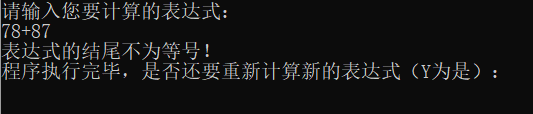 请输入您要计算的表达式：
78+87
表达式的结尾不为等号！
程序执行完毕，是否还要重新计算新的表达式（Y为是）：